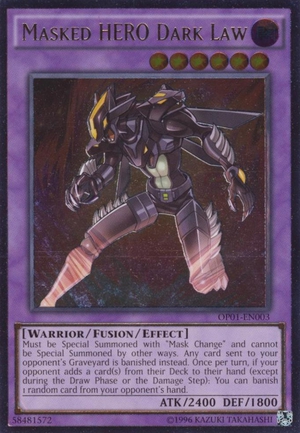 Masked HERO Dark Law
OP01-EN003
[Warrior/Fusion/Effect]
Must be Special Summoned with "Mask Change" and cannot
be Special Summoned by other ways. Any card sent to your
opponent's Graveyard is banished instead. Once per turn, if your
opponent adds a card(s) from their Deck to their hand (except
during the Draw Phase or the Damage Step): You can banish
1 random card from your opponent's hand.
ATK/2400 DEF/1800
58481572
©1996 KAZUKI TAKAHASHI